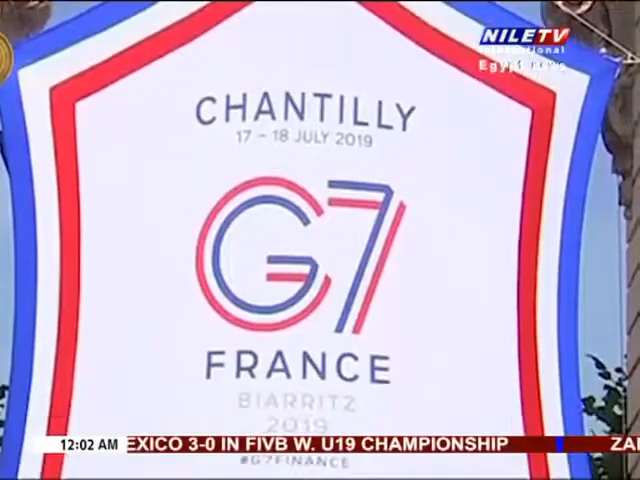 NILETV
International
CHANTILLY
17 - 18 JULY 2019
G7
FRANCE
BIARRITZ
2019
12:02 AM
EXICO 3-0 IN FIVB W. U19 CHAMPIONSHIP
ZA
#G7FINANCE